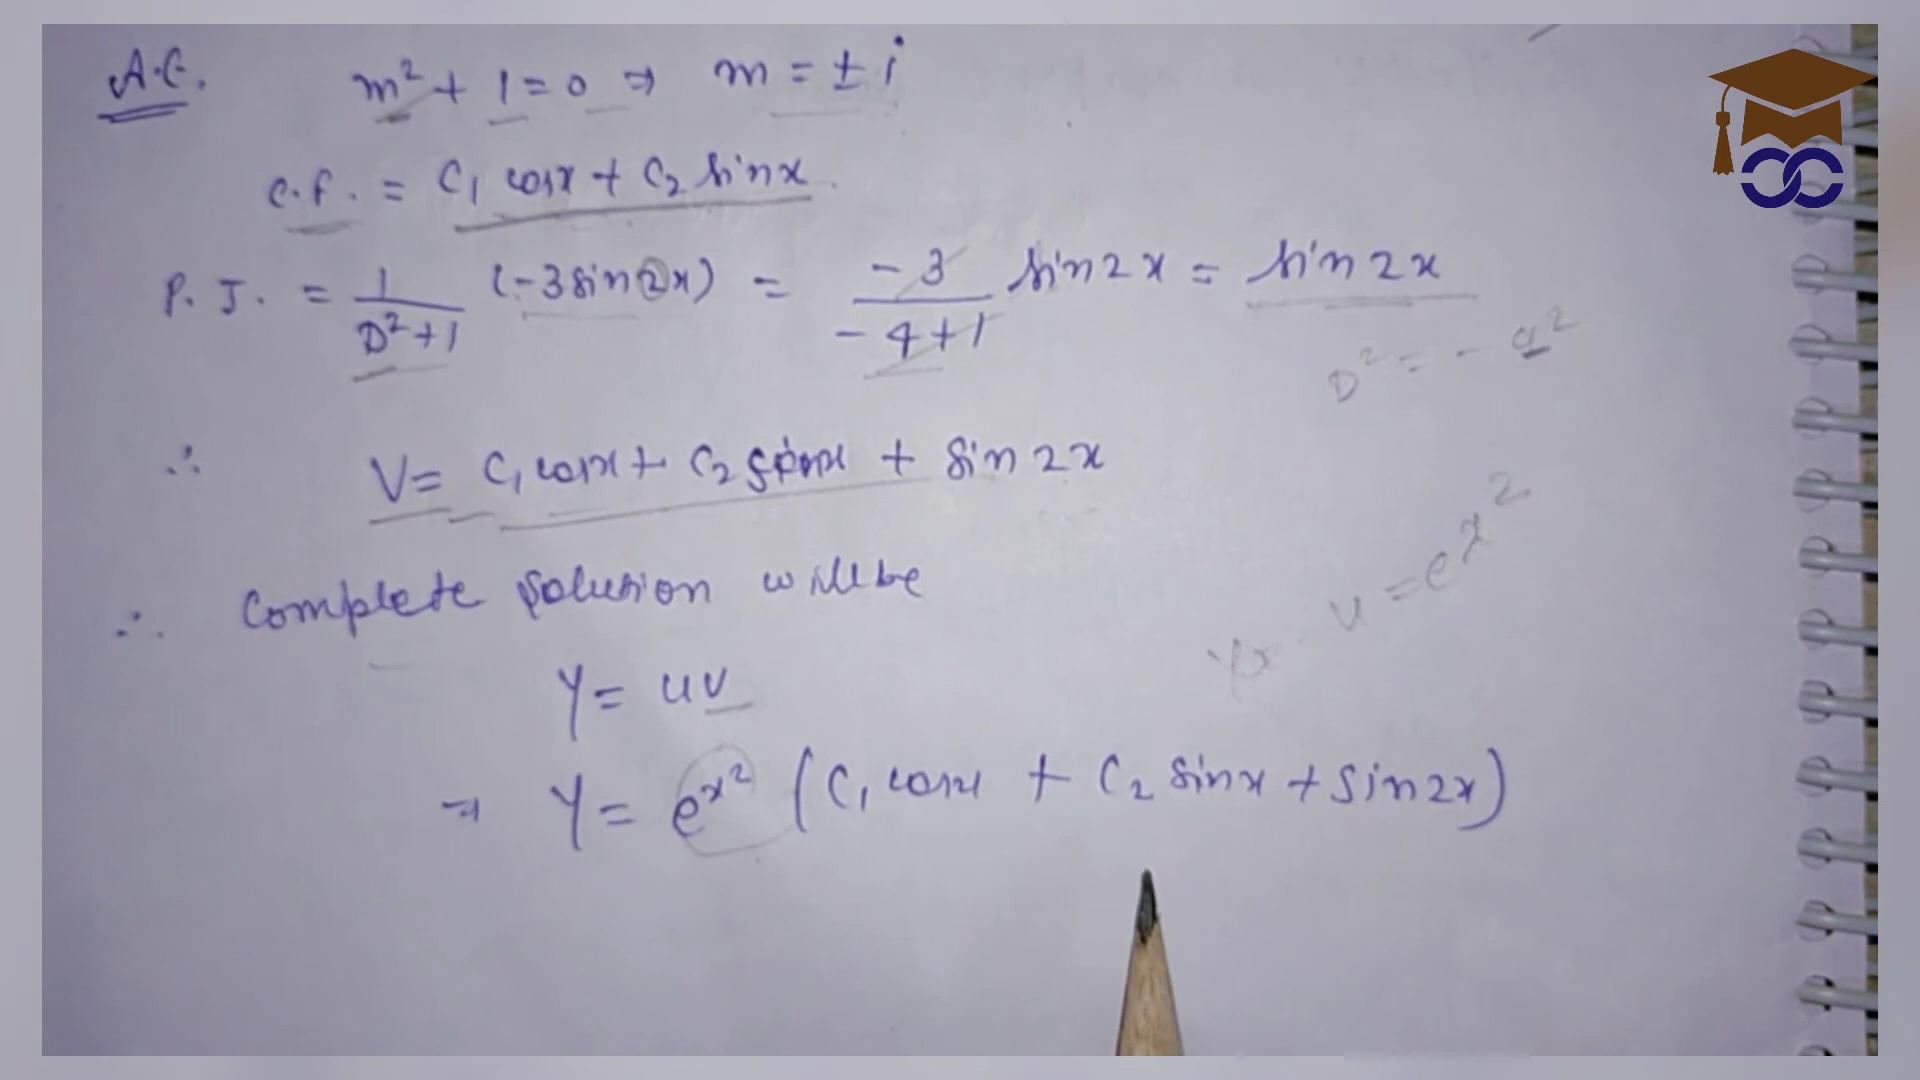 A.E. m² + 1 = 0 ⇒ m = ± i
C.F. = C₁ cosx + C₂ sinx
P.I. = 1/(D²+1) (-3sin2x) = -3/(-4+1) sin2x = sin2x
D² = -a²
∴ V = C₁ cosx + C₂ sinx + sin2x
u = e^x²
∴ Complete solution will be
y = uv
⇒ y = e^x² (C₁ cosx + C₂ sinx + sin2x)